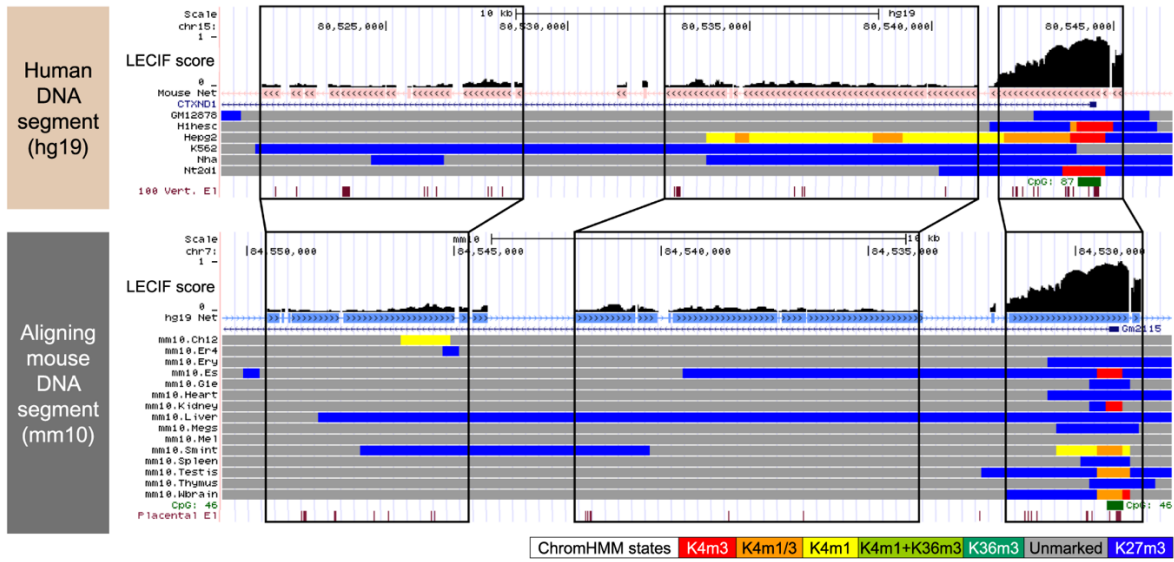 Human
DNA
segment
(hg19)
Scale 10 kb hg19
chr15: 80,525,000 80,530,000 80,535,000 80,540,000 80,545,000
1
LECIF score
0
Mouse Net
CTXND1
GM12878
H1hesc
Hepg2
K562
Nha
Nt2d1
CpG: 87
100 Vert. El
Aligning
mouse
DNA
segment
(mm10)
Scale mm10 10 kb
chr7: 84,550,000 84,545,000 84,540,000 84,535,000 84,530,000
1
LECIF score
0
hg19 Net
Gm2115
mm10.Ch12
mm10.Er4
mm10.Ery
mm10.Es
mm10.G1e
mm10.Heart
mm10.Kidney
mm10.Liver
mm10.Megs
mm10.Mel
mm10.Smint
mm10.Spleen
mm10.Testis
mm10.Thymus
mm10.Wbrain
CpG: 46 CpG: 46
Placental El
ChromHMM states K4m3 K4m1/3 K4m1 K4m1+K36m3 K36m3 Unmarked K27m3